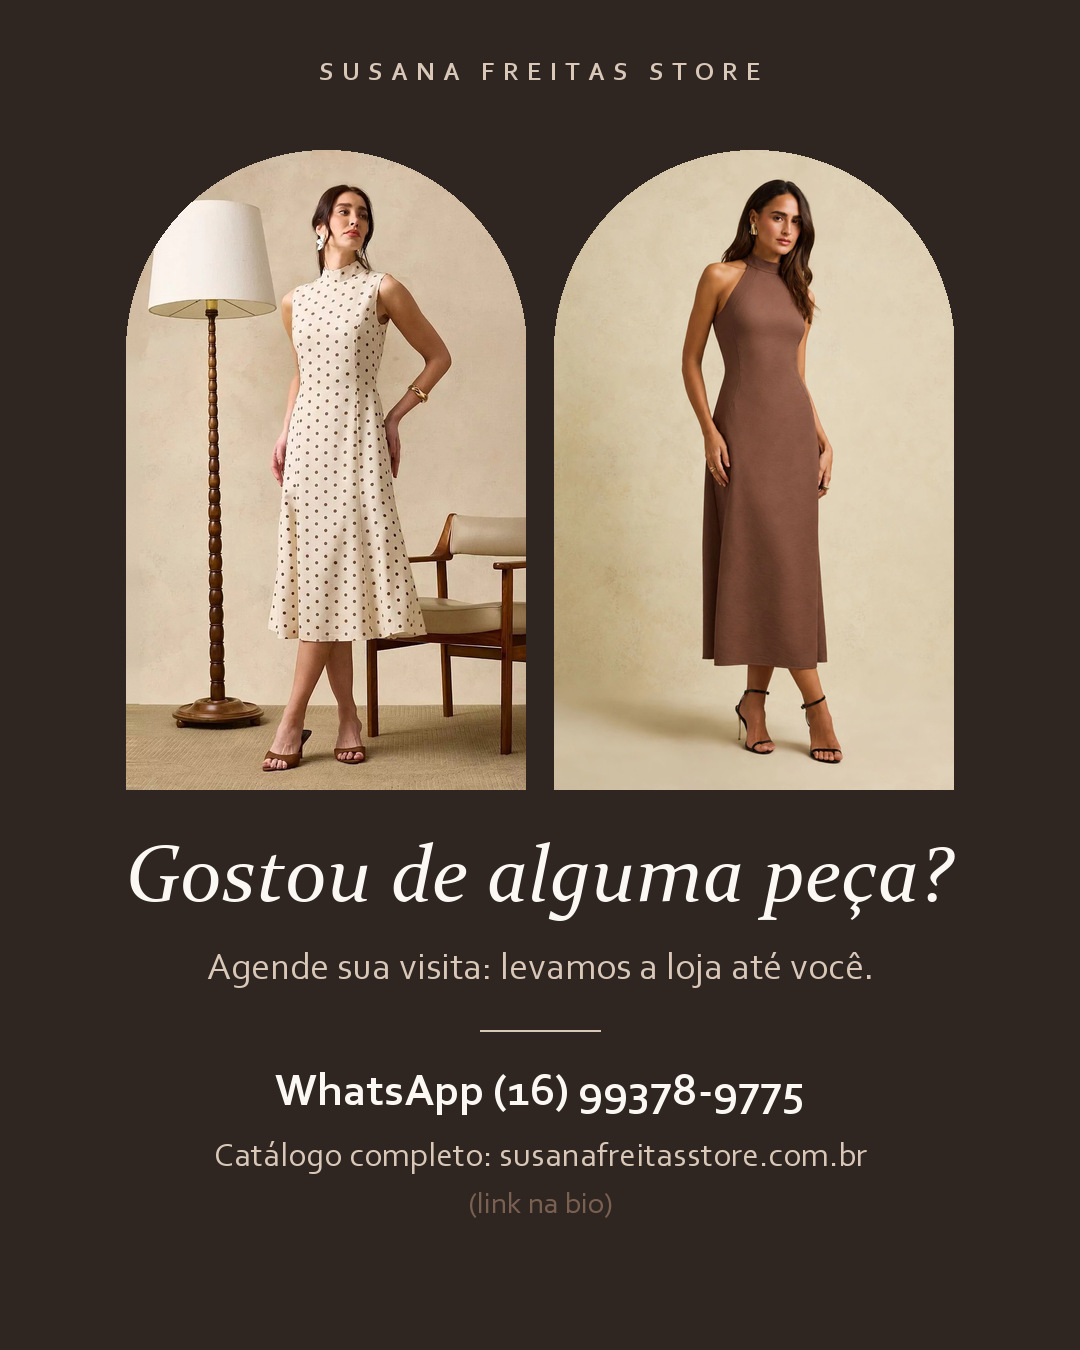 SUSANA FREITAS STORE
Gostou de alguma peça?
Agende sua visita: levamos a loja até você.
WhatsApp (16) 99378-9775
Catálogo completo: susanafreitasstore.com.br
(link na bio)